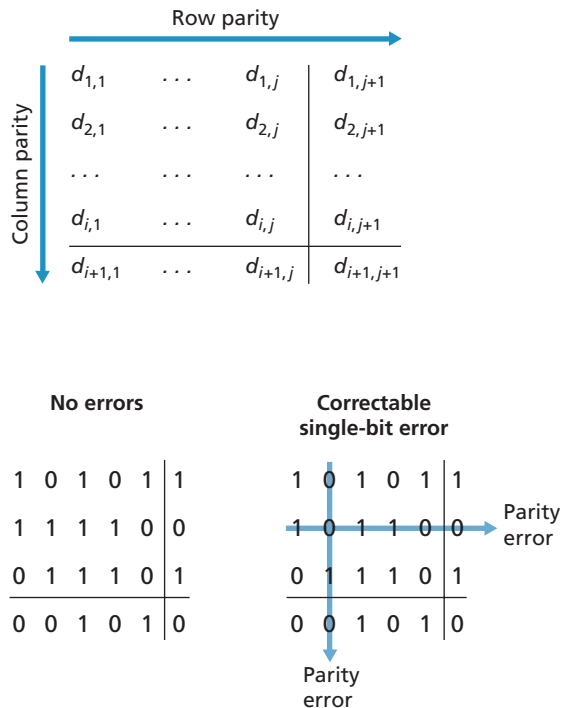 Row parity
Column parity
d1,1 . . . d1,j d1,j+1
d2,1 . . . d2,j d2,j+1
. . . . . . . . . . . .
di,1 . . . di,j di,j+1
di+1,1 . . . di+1,j di+1,j+1
No errors
1 0 1 0 1 1
1 1 1 1 0 0
0 1 1 1 0 1
0 0 1 0 1 0
Correctable
single-bit error
1 0 1 0 1 1
1 0 1 1 0 0
0 1 1 1 0 1
0 0 1 0 1 0
Parity
error
Parity
error